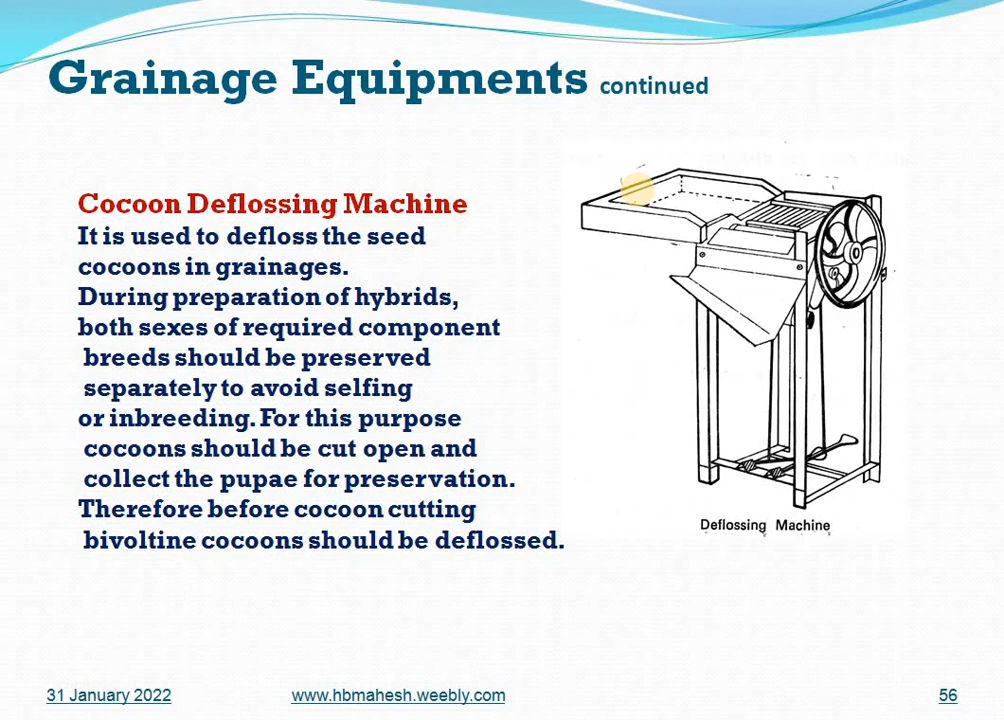 Grainage Equipments continued
Cocoon Deflossing Machine
It is used to defloss the seed
cocoons in grainages.
During preparation of hybrids,
both sexes of required component
breeds should be preserved
separately to avoid selfing
or inbreeding. For this purpose
cocoons should be cut open and
collect the pupae for preservation.
Therefore before cocoon cutting
bivoltine cocoons should be deflossed.
Deflossing Machine
31 January 2022
www.hbmahesh.weebly.com
56